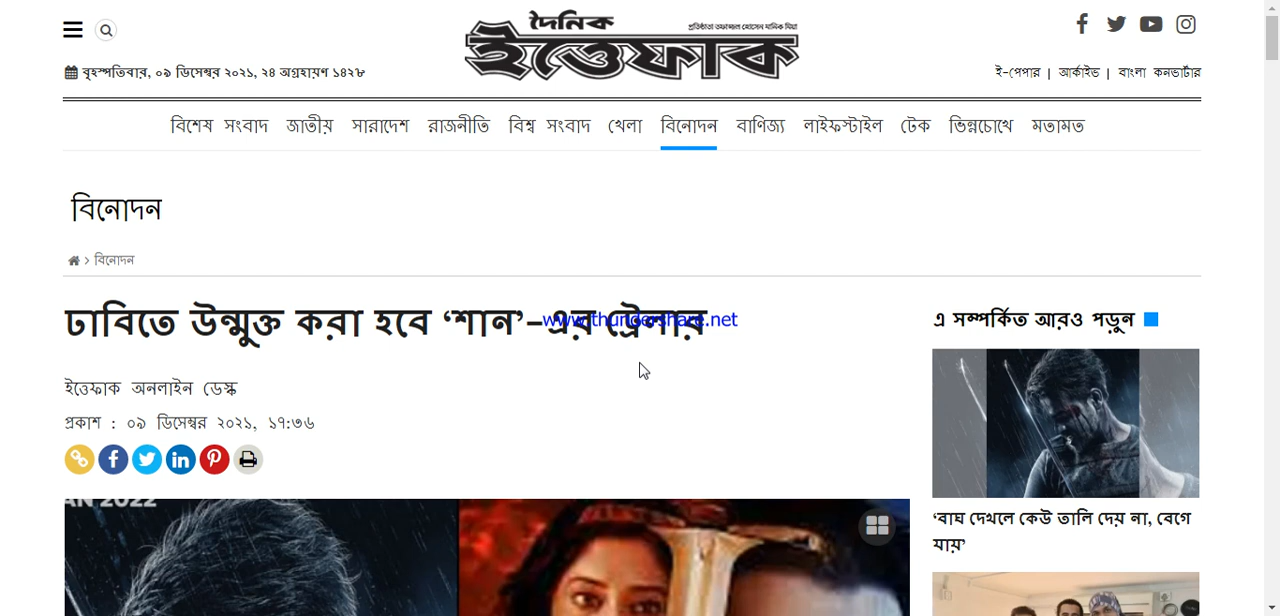 দৈনিক
প্রতিষ্ঠাতা তফাজ্জল হোসেন মানিক মিয়া
ইত্তেফাক
বৃহস্পতিবার, ০৯ ডিসেম্বর ২০২১, ২৪ অগ্রহায়ণ ১৪২৮
ই-পেপার | আর্কাইভ | বাংলা কনভার্টার
বিশেষ সংবাদ জাতীয় সারাদেশ রাজনীতি বিশ্ব সংবাদ খেলা বিনোদন বাণিজ্য লাইফস্টাইল টেক ভিন্নচোখে মতামত
বিনোদন
› বিনোদন
ঢাবিতে উন্মুক্ত করা হবে ‘শান’-এর ট্রেলার
www.thundershare.net
ইত্তেফাক অনলাইন ডেস্ক
প্রকাশ : ০৯ ডিসেম্বর ২০২১, ১৭:৩৬
AN 2022
এ সম্পর্কিত আরও পড়ুন
‘বাঘ দেখলে কেউ তালি দেয় না, বেগে
যায়’